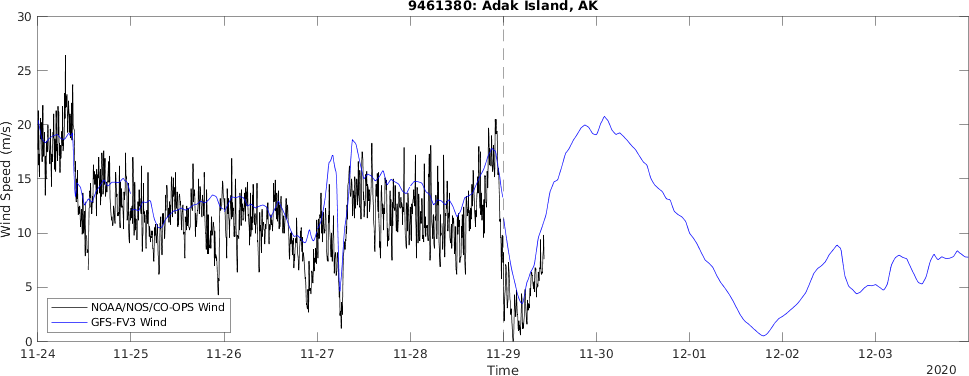 9461380: Adak Island, AK
30
25
20
15
10
5
0
Wind Speed (m/s)
NOAA/NOS/CO-OPS Wind
GFS-FV3 Wind
11-24 11-25 11-26 11-27 11-28 11-29 11-30 12-01 12-02 12-03
Time
2020